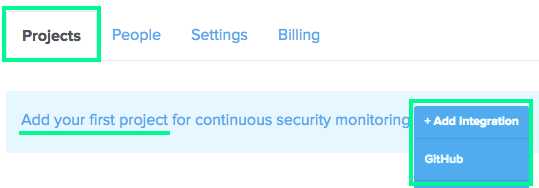 Projects People Settings Billing
Add your first project for continuous security monitoring + Add Integration
GitHub